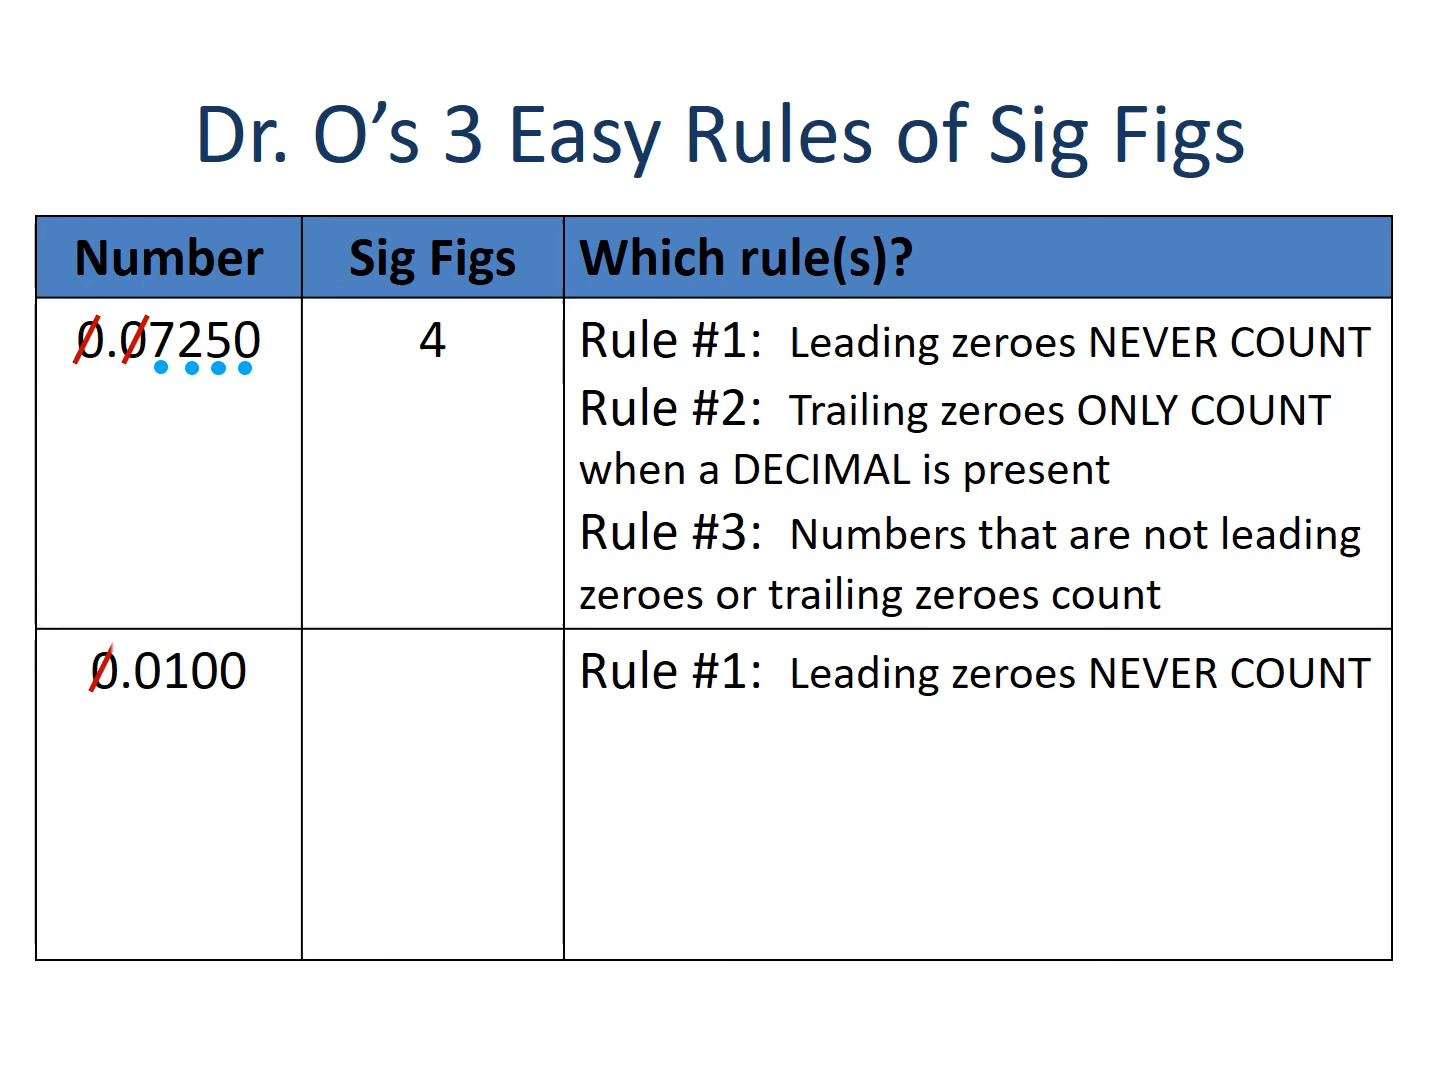 Dr. O’s 3 Easy Rules of Sig Figs
Number Sig Figs Which rule(s)?
0.07250 4 Rule #1: Leading zeroes NEVER COUNT
Rule #2: Trailing zeroes ONLY COUNT
when a DECIMAL is present
Rule #3: Numbers that are not leading
zeroes or trailing zeroes count
0.0100 Rule #1: Leading zeroes NEVER COUNT